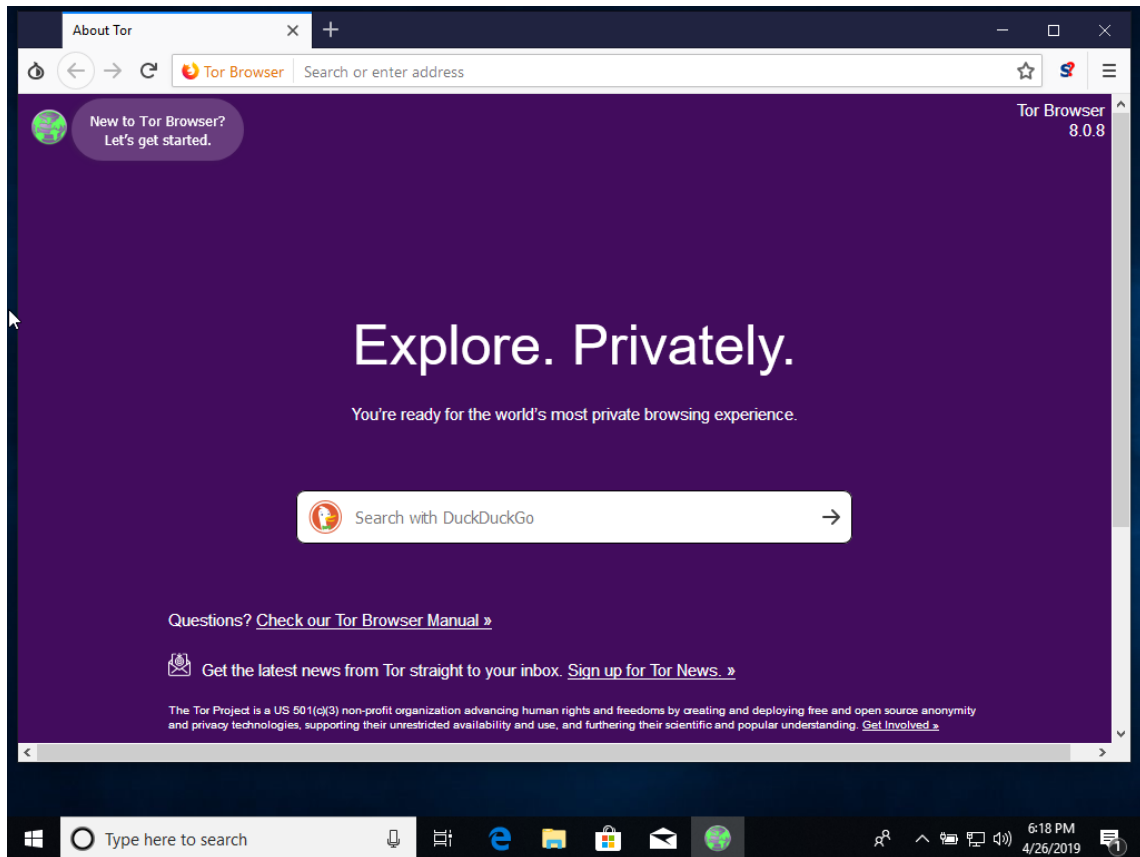 About Tor
Tor Browser
Search or enter address
New to Tor Browser?
Let's get started.
Tor Browser
8.0.8
Explore. Privately.
You're ready for the world's most private browsing experience.
Search with DuckDuckGo
Questions? Check our Tor Browser Manual »
Get the latest news from Tor straight to your inbox. Sign up for Tor News. »
The Tor Project is a US 501(c)(3) non-profit organization advancing human rights and freedoms by creating and deploying free and open source anonymity
and privacy technologies, supporting their unrestricted availability and use, and furthering their scientific and popular understanding. Get Involved »
Type here to search
6:18 PM
4/26/2019
1